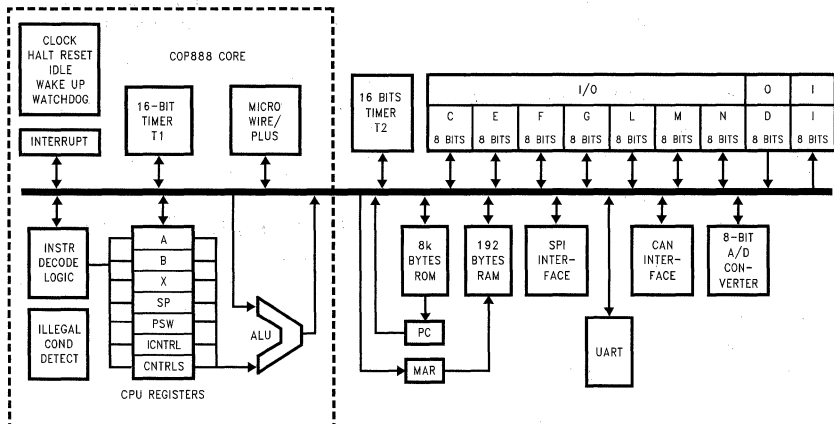 CLOCK
HALT RESET
IDLE
WAKE UP
WATCHDOG.
INTERRUPT
COP888 CORE
16-BIT
TIMER
T1
MICRO
WIRE/
PLUS
16 BITS
TIMER
T2
I/O
O
I
C
E
F
G
L
M
N
D
I
8 BITS
8 BITS
8 BITS
8 BITS
8 BITS
8 BITS
8 BITS
8 BITS
8 BITS
INSTR
DECODE
LOGIC
ILLEGAL
COND
DETECT
A
B
X
SP
PSW
ICNTRL
CNTRLS
CPU REGISTERS
ALU
8k
BYTES
ROM
192
BYTES
RAM
PC
MAR
SPI
INTER-
FACE
UART
CAN
INTER-
FACE
8-BIT
A/D
CON-
VERTER